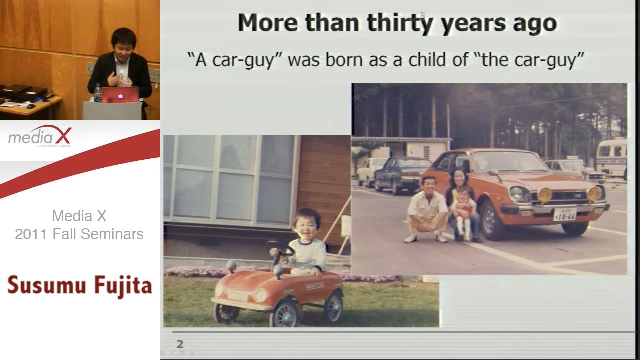 More than thirty years ago
“A car-guy” was born as a child of “the car-guy”
media X
Media X
2011 Fall Seminars
Susumu Fujita
2